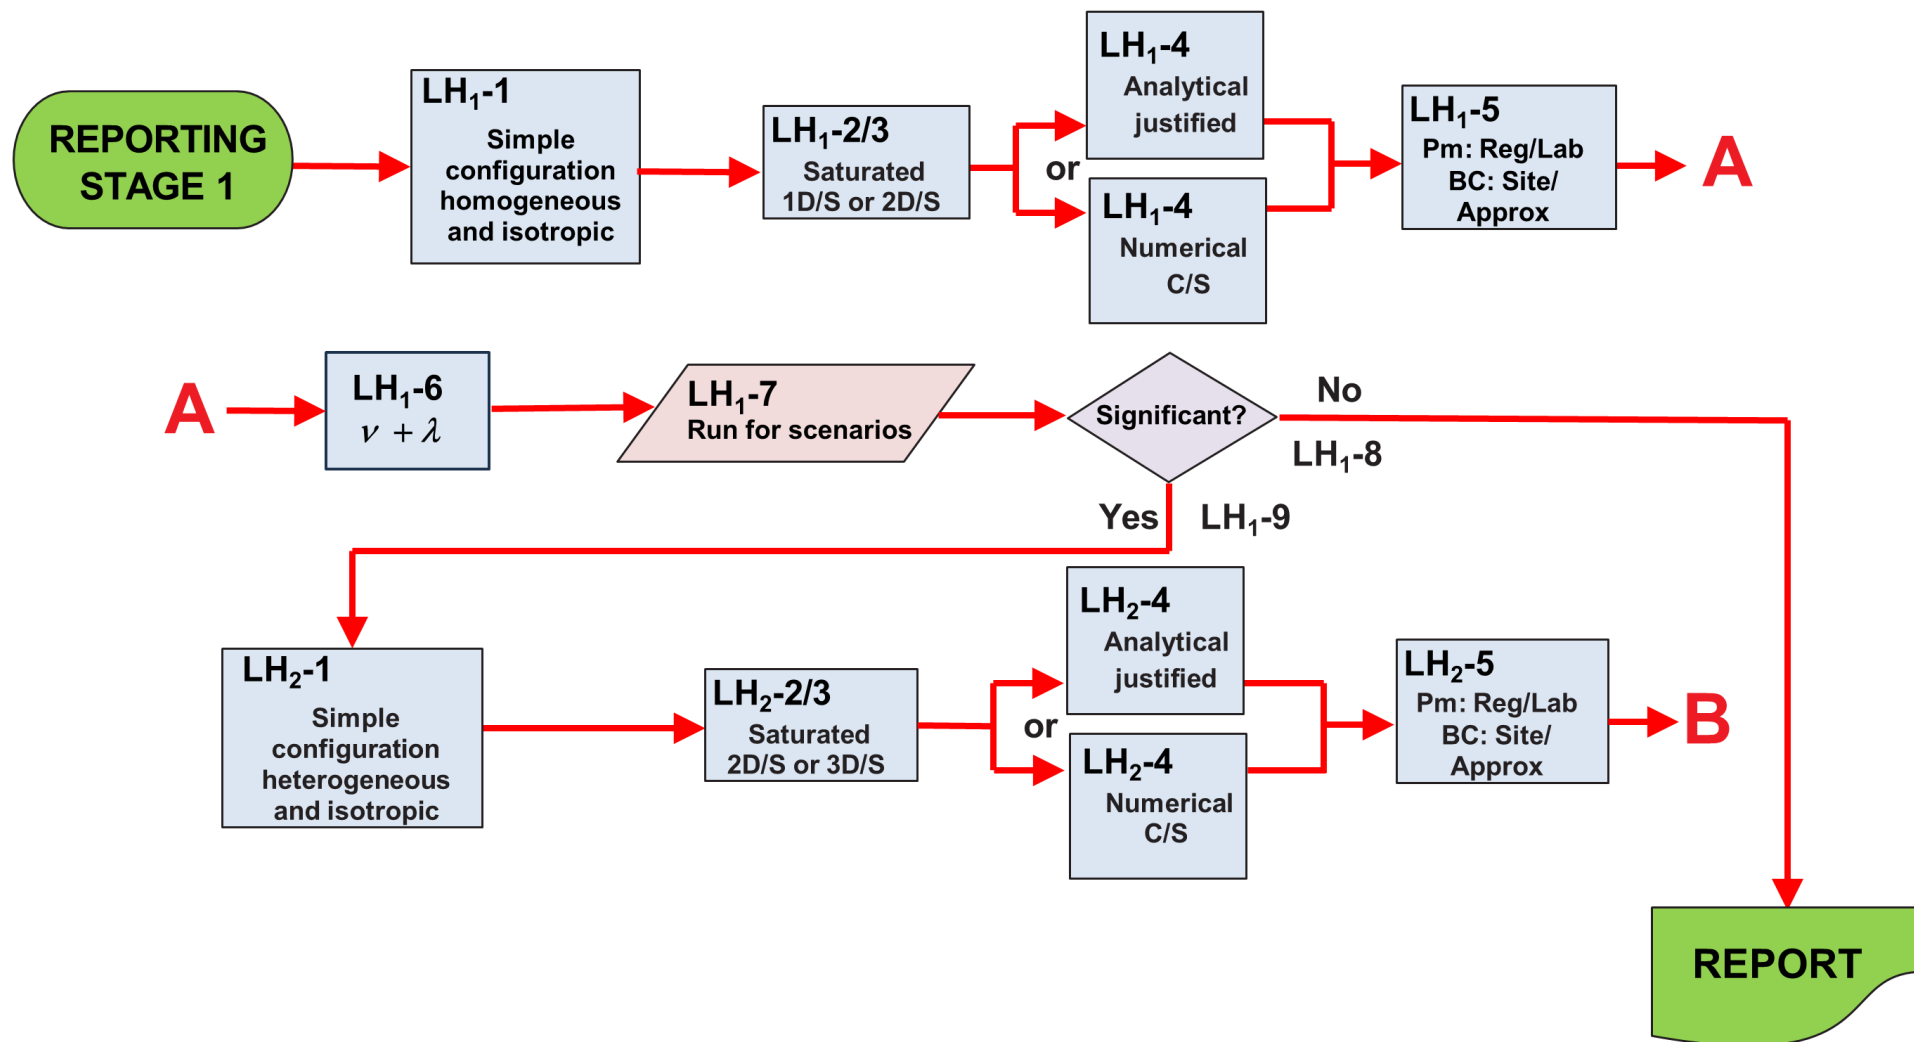 REPORTING
STAGE 1
LH₁-1
Simple
configuration
homogeneous
and isotropic
LH₁-2/3
Saturated
1D/S or 2D/S
or
LH₁-4
Analytical
justified
LH₁-4
Numerical
C/S
LH₁-5
Pm: Reg/Lab
BC: Site/
Approx
A
A
LH₁-6
ν + λ
LH₁-7
Run for scenarios
Significant?
No
LH₁-8
Yes
LH₁-9
LH₂-1
Simple
configuration
heterogeneous
and isotropic
LH₂-2/3
Saturated
2D/S or 3D/S
or
LH₂-4
Analytical
justified
LH₂-4
Numerical
C/S
LH₂-5
Pm: Reg/Lab
BC: Site/
Approx
B
REPORT